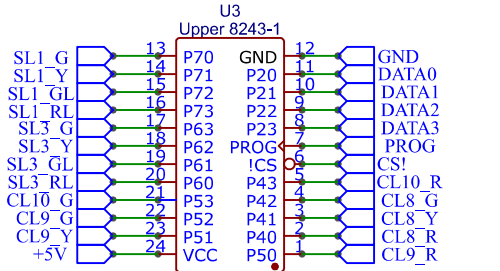 U3
Upper 8243-1
SL1_G 13 P70 GND 12 GND
SL1_Y 14 P71 P20 11 DATA0
SL1_GL 15 P72 P21 10 DATA1
SL1_RL 16 P73 P22 9 DATA2
SL3_G 17 P63 P23 8 DATA3
SL3_Y 18 P62 PROG 7 PROG
SL3_GL 19 P61 !CS 6 CS!
SL3_RL 20 P60 P43 5 CL10_R
CL10_G 21 P53 P42 4 CL8_G
CL9_G 22 P52 P41 3 CL8_Y
CL9_Y 23 P51 P40 2 CL8_R
+5V 24 VCC P50 1 CL9_R